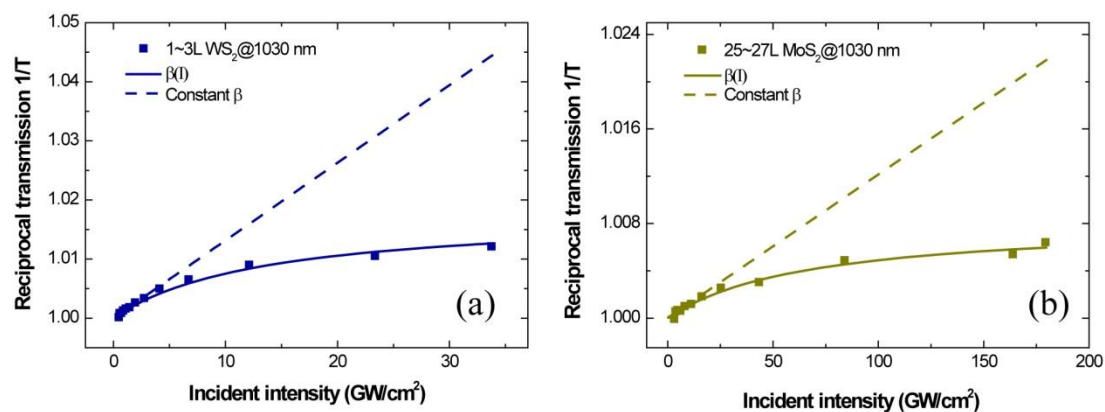 1.05
1.04
1.03
1.02
1.01
1.00
Reciprocal transmission 1/T
1~3L WS₂@1030 nm
β(I)
Constant β
(a)
0 10 20 30
Incident intensity (GW/cm²)
1.024
1.016
1.008
1.000
Reciprocal transmission 1/T
25~27L MoS₂@1030 nm
β(I)
Constant β
(b)
0 50 100 150 200
Incident intensity (GW/cm²)